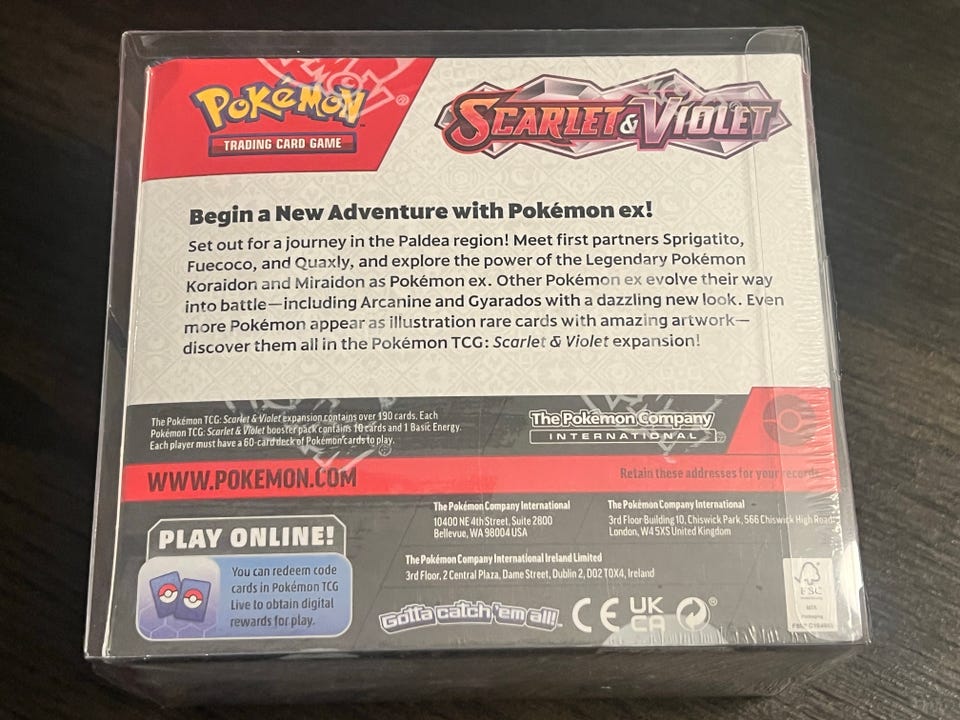 POKéMON
TRADING CARD GAME
SCARLET & VIOLET
Begin a New Adventure with Pokémon ex!
Set out for a journey in the Paldea region! Meet first partners Sprigatito,
Fuecoco, and Quaxly, and explore the power of the Legendary Pokémon
Koraidon and Miraidon as Pokémon ex. Other Pokémon ex evolve their way
into battle—including Arcanine and Gyarados with a dazzling new look. Even
more Pokémon appear as illustration rare cards with amazing artwork—
discover them all in the Pokémon TCG: Scarlet & Violet expansion!
The Pokémon TCG: Scarlet & Violet expansion contains over 190 cards. Each
Pokémon TCG: Scarlet & Violet booster pack contains 10 cards and 1 Basic Energy.
Each player must have a 60-card deck of Pokémon cards to play.
The Pokémon Company
INTERNATIONAL
WWW.POKEMON.COM
Retain these addresses for your records.
The Pokémon Company International
10400 NE 4th Street, Suite 2800
Bellevue, WA 98004 USA
The Pokémon Company International
3rd Floor Building 10, Chiswick Park, 566 Chiswick High Road
London, W4 5XS United Kingdom
The Pokémon Company International Ireland Limited
3rd Floor, 2 Central Plaza, Dame Street, Dublin 2, D02 T0X4, Ireland
PLAY ONLINE!
You can redeem code
cards in Pokémon TCG
Live to obtain digital
rewards for play.
Gotta catch 'em all!
CE UK
CA
FSC
MIX
Packaging